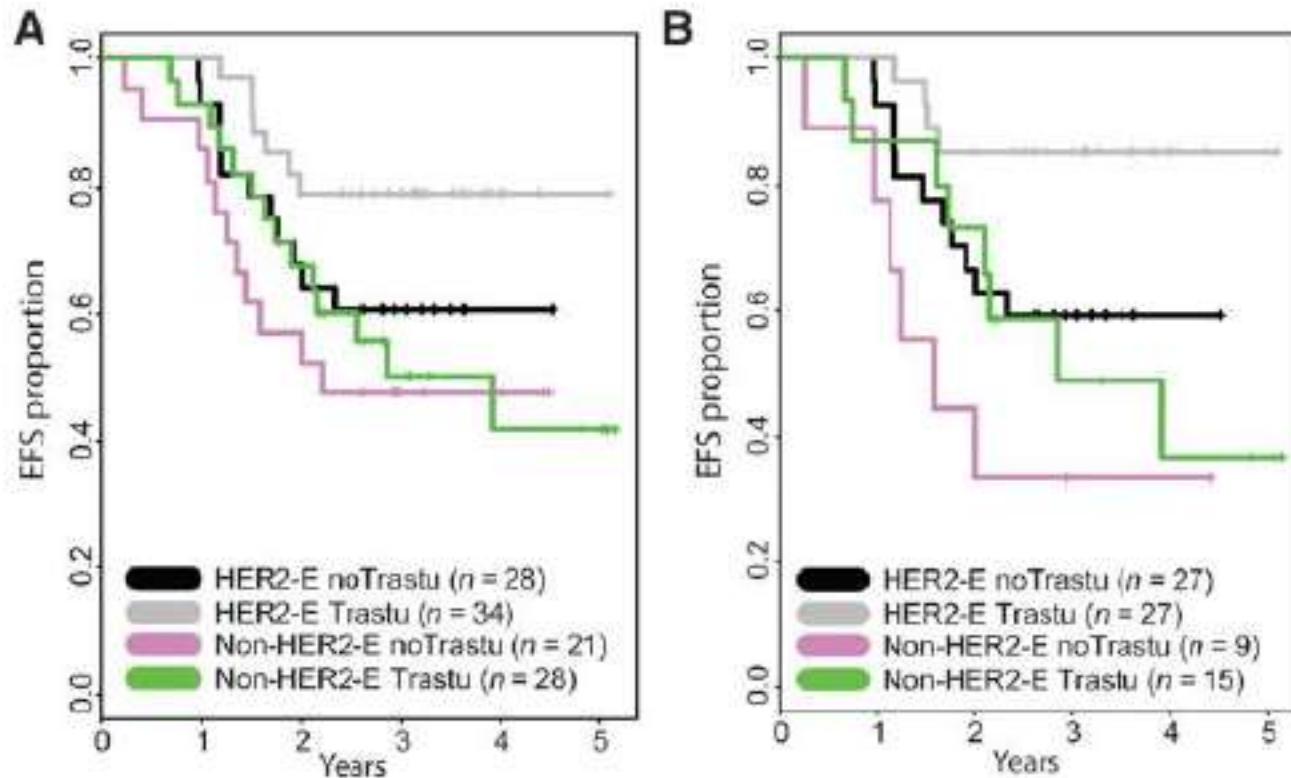 A
EFS proportion
1.0
0.8
0.6
0.4
0.2
0.0
HER2-E noTrastu (n = 28)
HER2-E Trastu (n = 34)
Non-HER2-E noTrastu (n = 21)
Non-HER2-E Trastu (n = 28)
0 1 2 3 4 5
Years
B
EFS proportion
1.0
0.8
0.6
0.4
0.2
0.0
HER2-E noTrastu (n = 27)
HER2-E Trastu (n = 27)
Non-HER2-E noTrastu (n = 9)
Non-HER2-E Trastu (n = 15)
0 1 2 3 4 5
Years